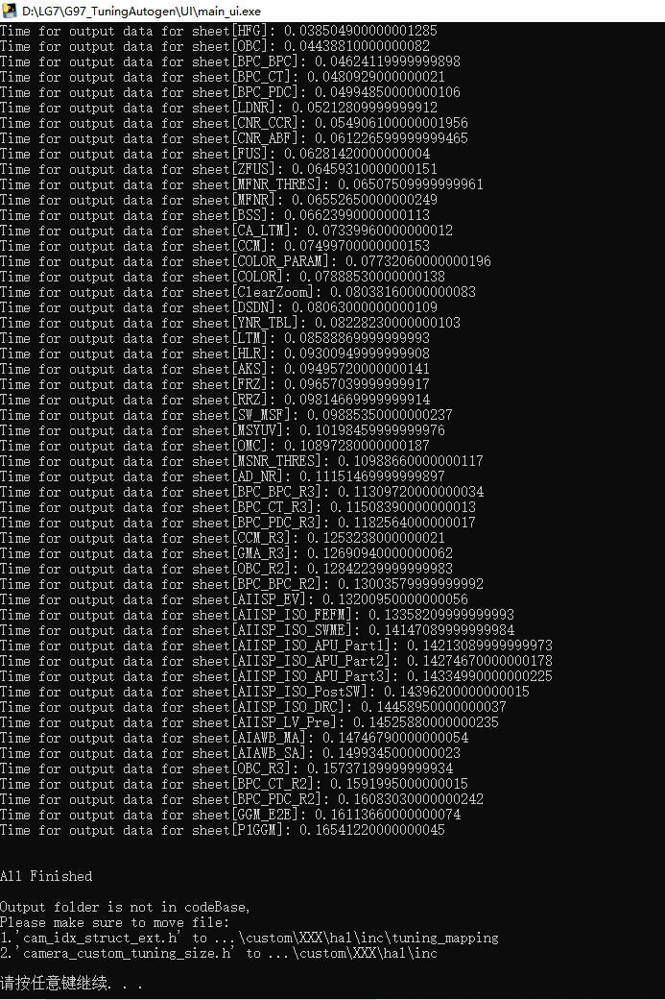 D:\LG7\G97_TuningAutogen\UI\main_ui.exe
Time for output data for sheet[HFG]: 0.038504900000001285
Time for output data for sheet[OBC]: 0.04438810000000082
Time for output data for sheet[BPC_BPC]: 0.04624119999999898
Time for output data for sheet[BPC_CT]: 0.0480929000000021
Time for output data for sheet[BPC_PDC]: 0.04994850000000106
Time for output data for sheet[LDNR]: 0.05212809999999912
Time for output data for sheet[CNR_CCR]: 0.054906100000001956
Time for output data for sheet[CNR_ABF]: 0.061226599999999465
Time for output data for sheet[FUS]: 0.06281420000000004
Time for output data for sheet[ZFUS]: 0.06459310000000151
Time for output data for sheet[MFNR_THRES]: 0.06507509999999961
Time for output data for sheet[MFNR]: 0.06552650000000249
Time for output data for sheet[BSS]: 0.06623990000000113
Time for output data for sheet[CA_LTM]: 0.07339960000000012
Time for output data for sheet[CCM]: 0.07499700000000153
Time for output data for sheet[COLOR_PARAM]: 0.07732060000000196
Time for output data for sheet[COLOR]: 0.07888530000000138
Time for output data for sheet[ClearZoom]: 0.08038160000000083
Time for output data for sheet[DSDN]: 0.08063000000000109
Time for output data for sheet[YNR_TBL]: 0.08228230000000103
Time for output data for sheet[LTM]: 0.08588869999999993
Time for output data for sheet[HLR]: 0.09300949999999908
Time for output data for sheet[AKS]: 0.09495720000000141
Time for output data for sheet[FRZ]: 0.09657039999999917
Time for output data for sheet[RRZ]: 0.09814669999999914
Time for output data for sheet[SW_MSF]: 0.09885350000000237
Time for output data for sheet[MSYUV]: 0.10198459999999976
Time for output data for sheet[OMC]: 0.10897280000000187
Time for output data for sheet[MSNR_THRES]: 0.10988660000000117
Time for output data for sheet[AD_NR]: 0.11151469999999897
Time for output data for sheet[BPC_BPC_R3]: 0.11309720000000034
Time for output data for sheet[BPC_CT_R3]: 0.11508390000000013
Time for output data for sheet[BPC_PDC_R3]: 0.1182564000000017
Time for output data for sheet[CCM_R3]: 0.1253238000000021
Time for output data for sheet[GMA_R3]: 0.12690940000000062
Time for output data for sheet[OBC_R2]: 0.12842239999999983
Time for output data for sheet[BPC_BPC_R2]: 0.13003579999999992
Time for output data for sheet[AIISP_EV]: 0.13200950000000056
Time for output data for sheet[AIISP_ISO_FEFM]: 0.13358209999999993
Time for output data for sheet[AIISP_ISO_SWME]: 0.14147089999999984
Time for output data for sheet[AIISP_ISO_APU_Part1]: 0.14213089999999973
Time for output data for sheet[AIISP_ISO_APU_Part2]: 0.14274670000000178
Time for output data for sheet[AIISP_ISO_APU_Part3]: 0.14334990000000225
Time for output data for sheet[AIISP_ISO_PostSW]: 0.14396200000000015
Time for output data for sheet[AIISP_ISO_DRC]: 0.14458950000000037
Time for output data for sheet[AIISP_LV_Pre]: 0.14525880000000235
Time for output data for sheet[AIAWB_MA]: 0.14746790000000054
Time for output data for sheet[AIAWB_SA]: 0.1499345000000023
Time for output data for sheet[OBC_R3]: 0.15737189999999934
Time for output data for sheet[BPC_CT_R2]: 0.1591995000000015
Time for output data for sheet[BPC_PDC_R2]: 0.16083030000000242
Time for output data for sheet[GGM_E2E]: 0.16113660000000074
Time for output data for sheet[P1GGM]: 0.16541220000000045
All Finished
Output folder is not in codeBase,
Please make sure to move file:
1.'cam_idx_struct_ext.h' to ...\custom\XXX\hal\inc\tuning_mapping
2.'camera_custom_tuning_size.h' to ...\custom\XXX\hal\inc
请按任意键继续. . .